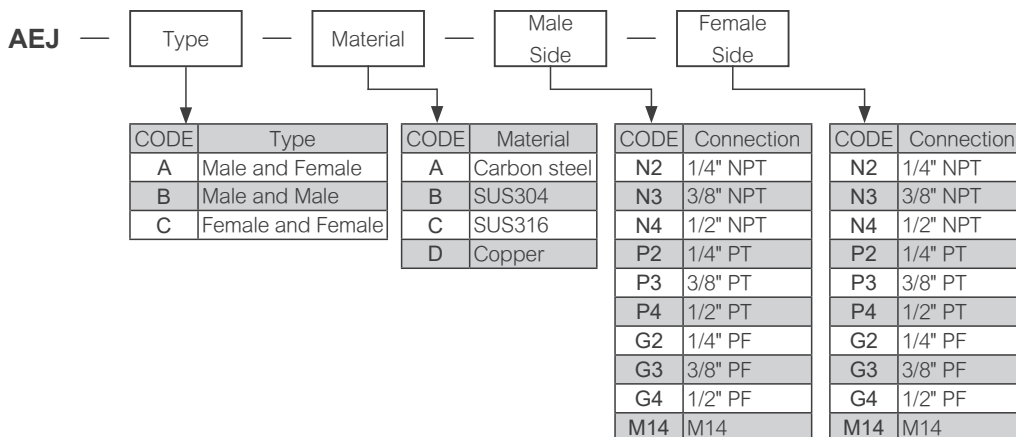 AEJ — Type — Material — Male Side — Female Side
CODE Type
A Male and Female
B Male and Male
C Female and Female
CODE Material
A Carbon steel
B SUS304
C SUS316
D Copper
CODE Connection
N2 1/4" NPT
N3 3/8" NPT
N4 1/2" NPT
P2 1/4" PT
P3 3/8" PT
P4 1/2" PT
G2 1/4" PF
G3 3/8" PF
G4 1/2" PF
M14 M14
CODE Connection
N2 1/4" NPT
N3 3/8" NPT
N4 1/2" NPT
P2 1/4" PT
P3 3/8" PT
P4 1/2" PT
G2 1/4" PF
G3 3/8" PF
G4 1/2" PF
M14 M14